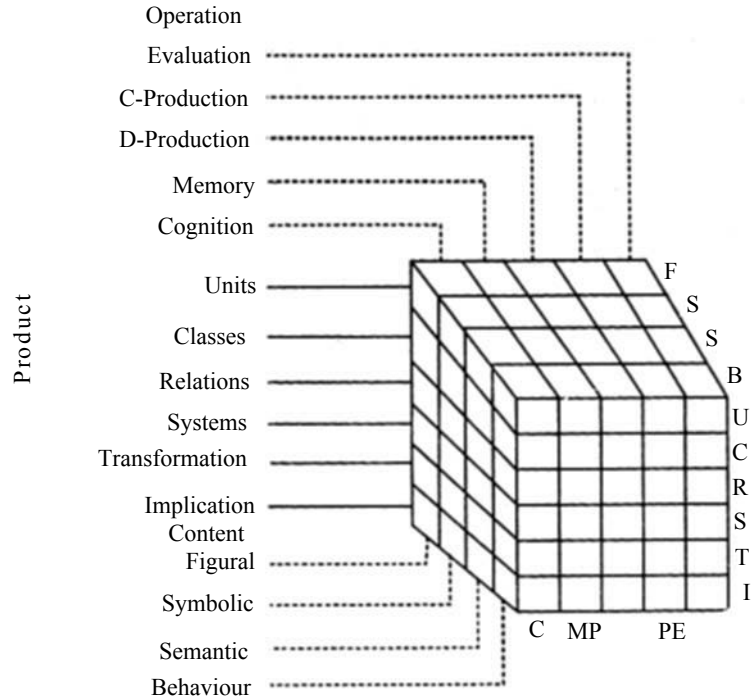 Operation
Evaluation
C-Production
D-Production
Memory
Cognition
Product
Units
Classes
Relations
Systems
Transformation
Implication
Content
Figural
Symbolic
Semantic
Behaviour
F
S
S
B
U
C
R
S
T
I
C MP PE